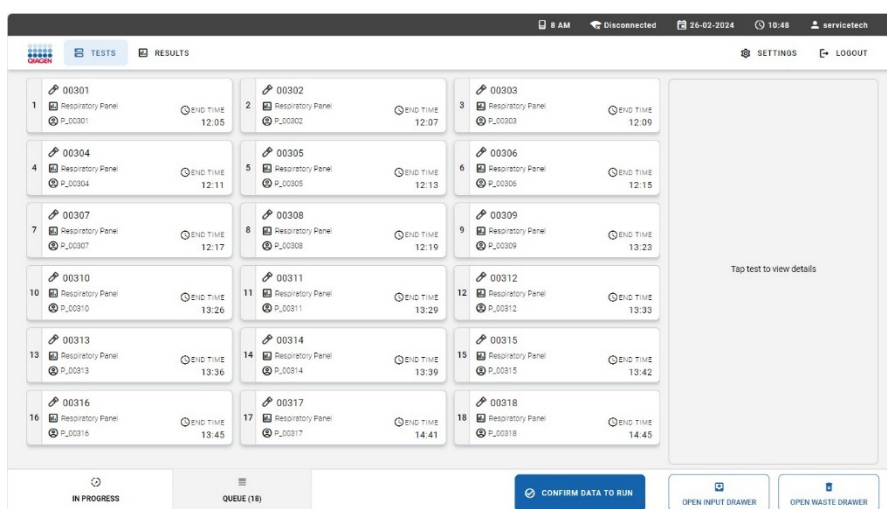 8 AM Disconnected 26-02-2024 10:48 servicetech
QIAGEN TESTS RESULTS SETTINGS LOGOUT
00301 00302 00303
1 Respiratory Panel END TIME 2 Respiratory Panel END TIME 3 Respiratory Panel END TIME
P_00301 12:05 P_00302 12:07 P_00303 12:09
00304 00305 00306
4 Respiratory Panel END TIME 5 Respiratory Panel END TIME 6 Respiratory Panel END TIME
P_00304 12:11 P_00305 12:13 P_00306 12:15
00307 00308 00309
7 Respiratory Panel END TIME 8 Respiratory Panel END TIME 9 Respiratory Panel END TIME
P_00307 12:17 P_00308 12:19 P_00309 13:23
Tap test to view details
00310 00311 00312
10 Respiratory Panel END TIME 11 Respiratory Panel END TIME 12 Respiratory Panel END TIME
P_00310 13:26 P_00311 13:29 P_00312 13:33
00313 00314 00315
13 Respiratory Panel END TIME 14 Respiratory Panel END TIME 15 Respiratory Panel END TIME
P_00313 13:36 P_00314 13:39 P_00315 13:42
00316 00317 00318
16 Respiratory Panel END TIME 17 Respiratory Panel END TIME 18 Respiratory Panel END TIME
P_00316 13:45 P_00317 14:41 P_00318 14:45
IN PROGRESS QUEUE (18) CONFIRM DATA TO RUN OPEN INPUT DRAWER OPEN WASTE DRAWER